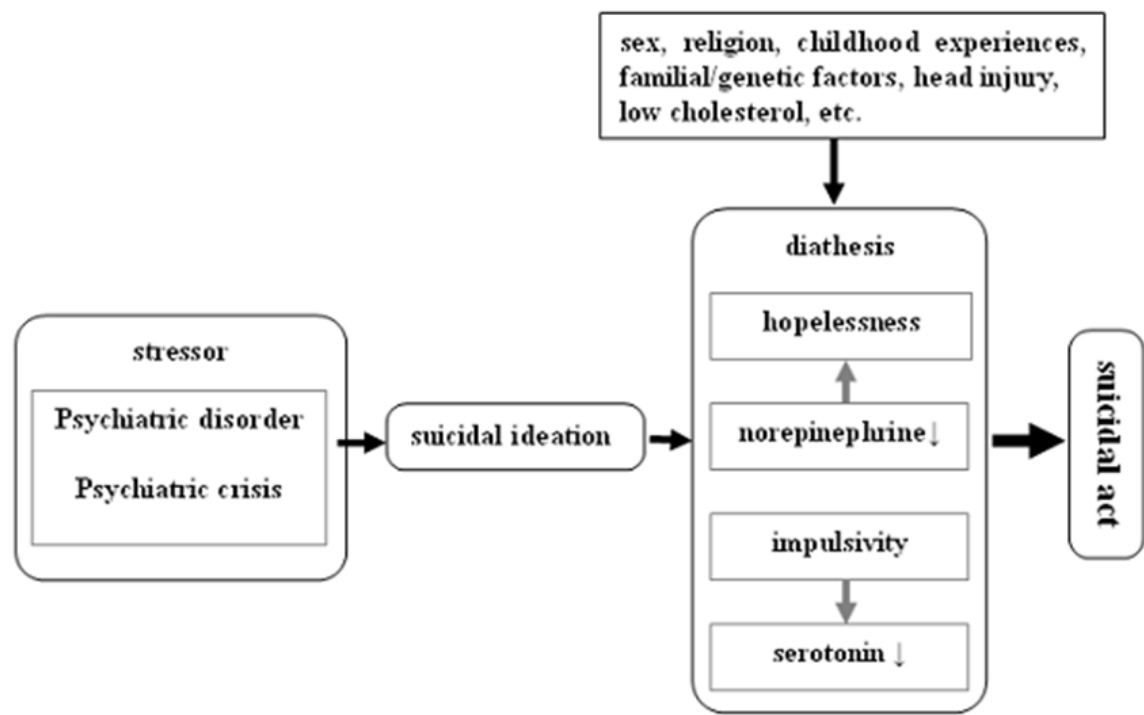 sex, religion, childhood experiences,
familial/genetic factors, head injury,
low cholesterol, etc.
diathesis
hopelessness
stressor
Psychiatric disorder
suicidal ideation
norepinephrine↓
suicidal act
Psychiatric crisis
impulsivity
serotonin ↓